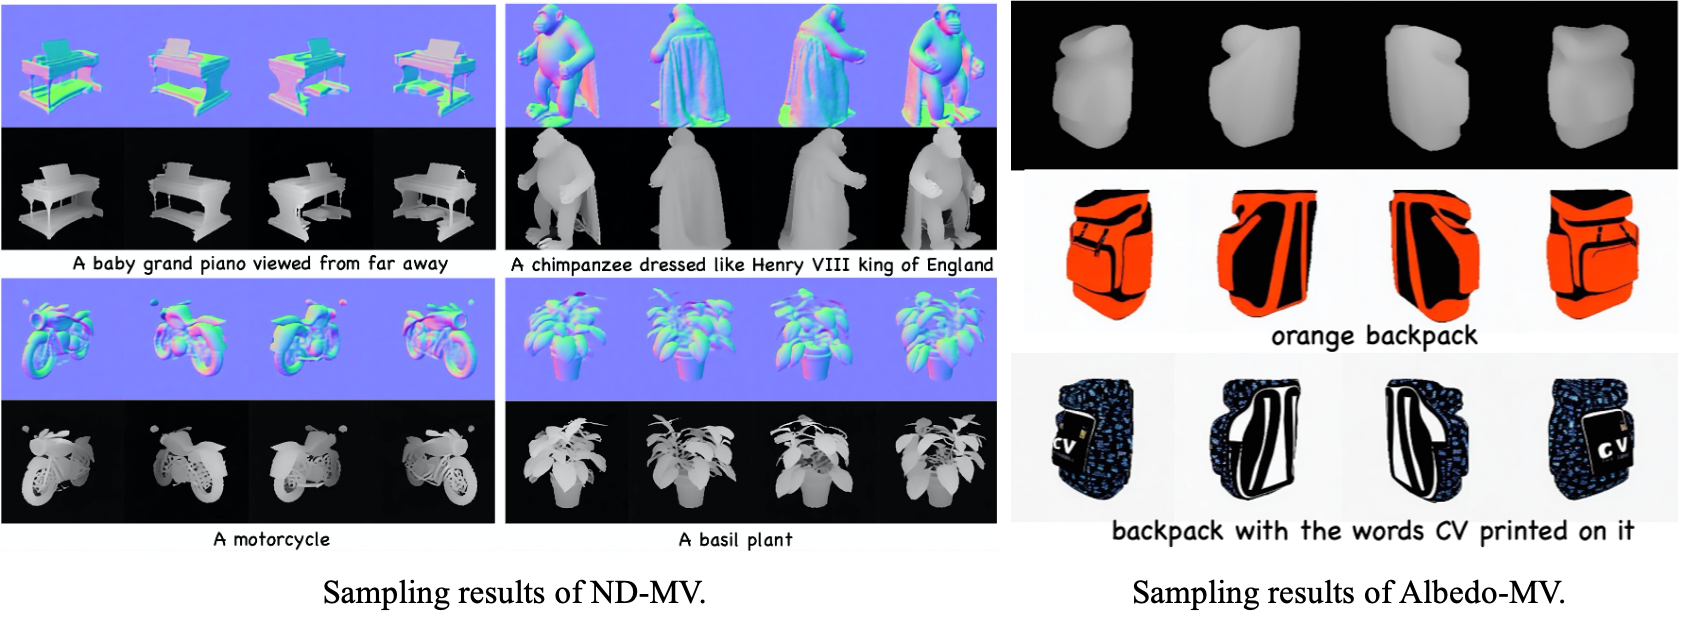 A baby grand piano viewed from far away
A chimpanzee dressed like Henry VIII king of England
A motorcycle
A basil plant
Sampling results of ND-MV.
orange backpack
CV
CV
backpack with the words CV printed on it
Sampling results of Albedo-MV.